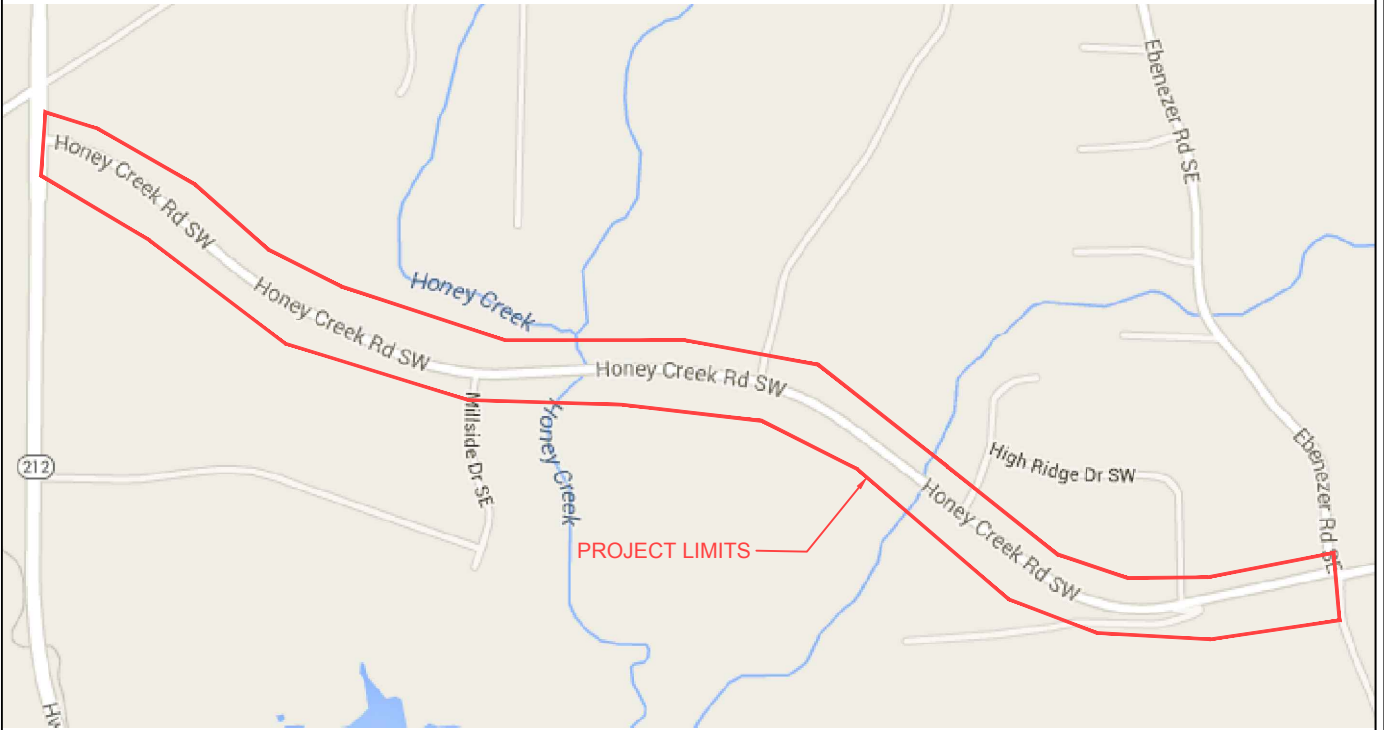 Ebenezer Rd SE
Honey Creek Rd SW
Honey Creek
Honey Creek Rd SW
Honey Creek Rd SW
Millside Dr SE
Honey Creek
Ebenezer Rd SE
High Ridge Dr SW
212
Honey Creek Rd SW
PROJECT LIMITS